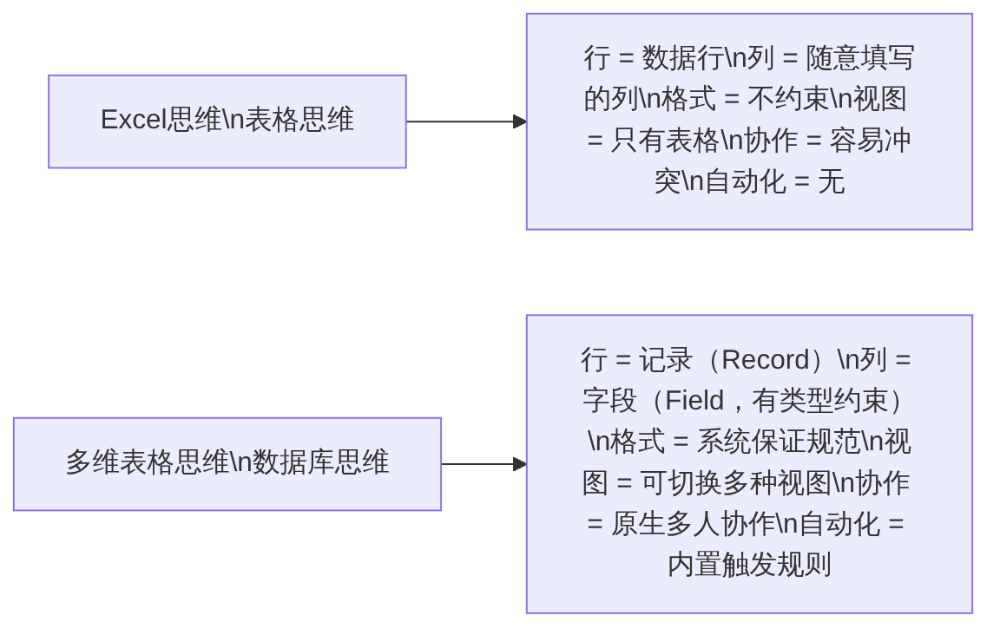 Excel思维\n表格思维
行 = 数据行\n列 = 随意填写
的列\n格式 = 不约束\n视图
= 只有表格\n协作 = 容易冲
突\n自动化 = 无
多维表格思维\n数据库思维
行 = 记录（Record）\n列 =
字段（Field，有类型约束）
\n格式 = 系统保证规范\n视
图 = 可切换多种视图\n协作
= 原生多人协作\n自动化 =
内置触发规则